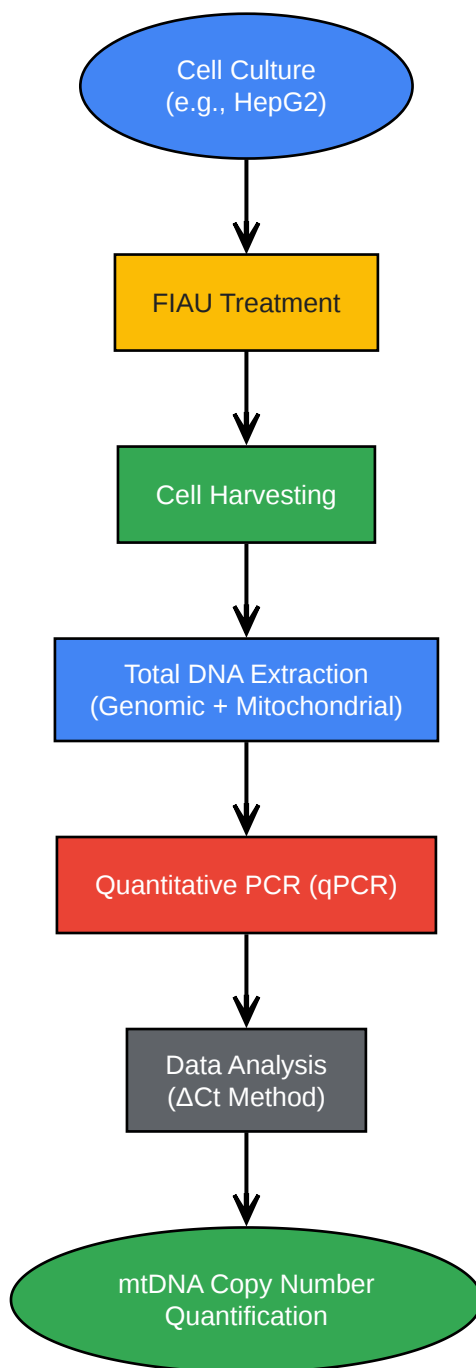 Cell Culture
(e.g., HepG2)
FIAU Treatment
Cell Harvesting
Total DNA Extraction
(Genomic + Mitochondrial)
Quantitative PCR (qPCR)
Data Analysis
(ΔCt Method)
mtDNA Copy Number
Quantification